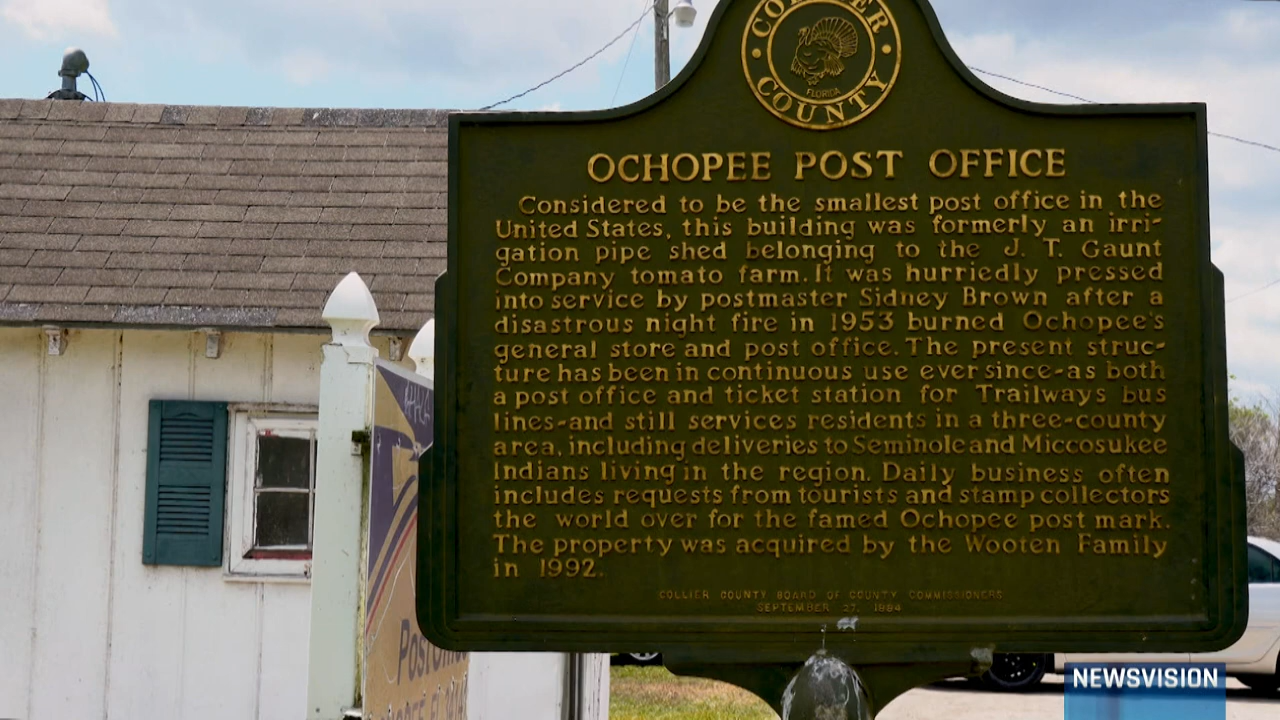 COLLIER
FLORIDA
COUNTY
OCHOPEE POST OFFICE
Considered to be the smallest post office in the
United States, this building was formerly an irri-
gation pipe shed belonging to the J. T. Gaunt
Company tomato farm. It was hurriedly pressed
into service by postmaster Sidney Brown after a
disastrous night fire in 1953 burned Ochopee's
general store and post office. The present struc-
ture has been in continuous use ever since-as both
a post office and ticket station for Trailways bus
lines-and still services residents in a three-county
area, including deliveries to Seminole and Miccosukee
Indians living in the region. Daily business often
includes requests from tourists and stamp collectors
the world over for the famed Ochopee post mark.
The property was acquired by the Wooten Family
in 1992.
COLLIER COUNTY BOARD OF COUNTY COMMISSIONERS
SEPTEMBER 27, 1994
Post
NEWSVISION